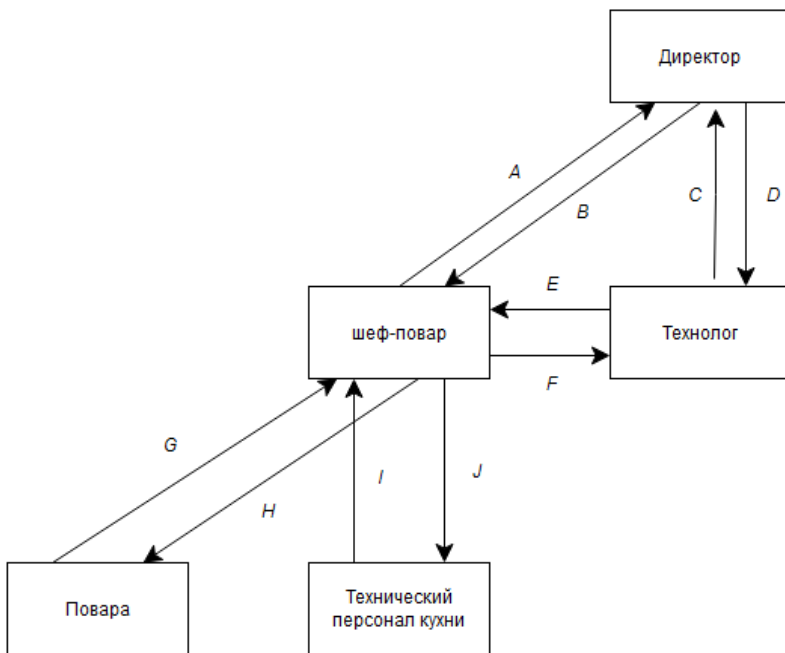 Директор
A
B
C
D
E
шеф-повар
Технолог
F
G
H
I
J
Повара
Технический
персонал кухни